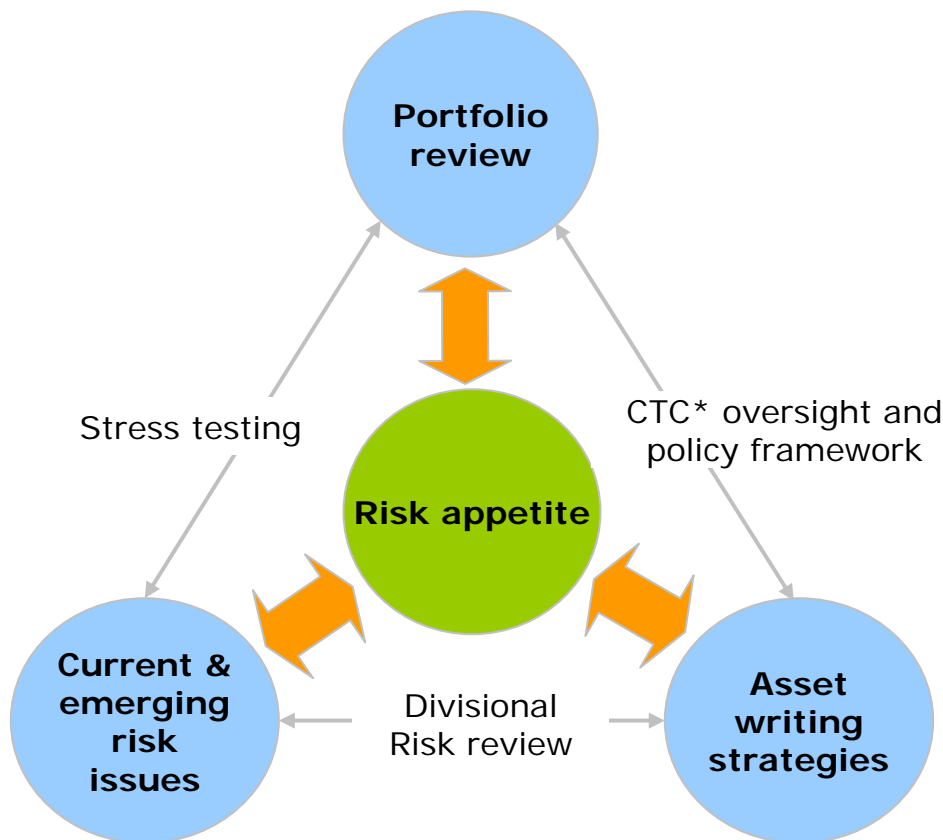 Portfolio
review
Stress testing
CTC* oversight and
policy framework
Risk appetite
Current &
emerging
risk
issues
Divisional
Risk review
Asset
writing
strategies